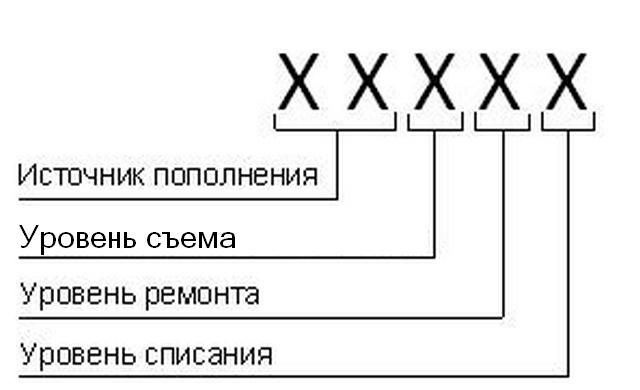 X X X X X
Источник пополнения
Уровень съема
Уровень ремонта
Уровень списания